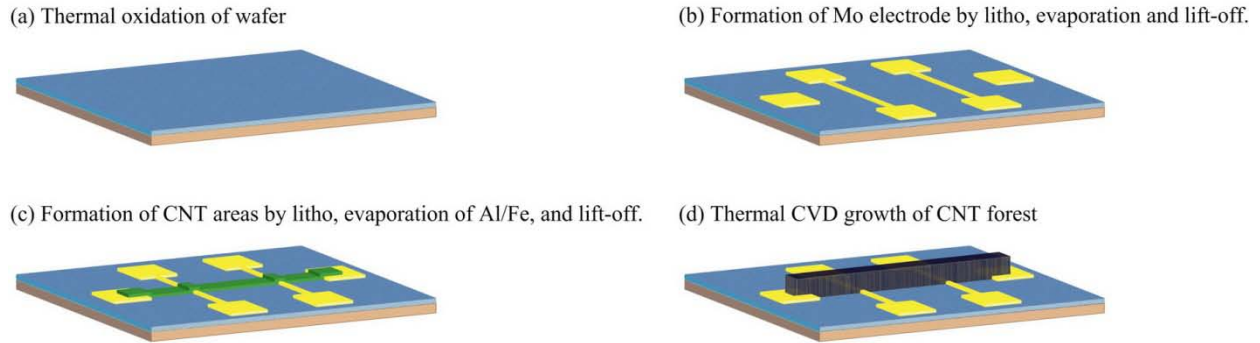 (a) Thermal oxidation of wafer
(b) Formation of Mo electrode by litho, evaporation and lift-off.
(c) Formation of CNT areas by litho, evaporation of Al/Fe, and lift-off.
(d) Thermal CVD growth of CNT forest